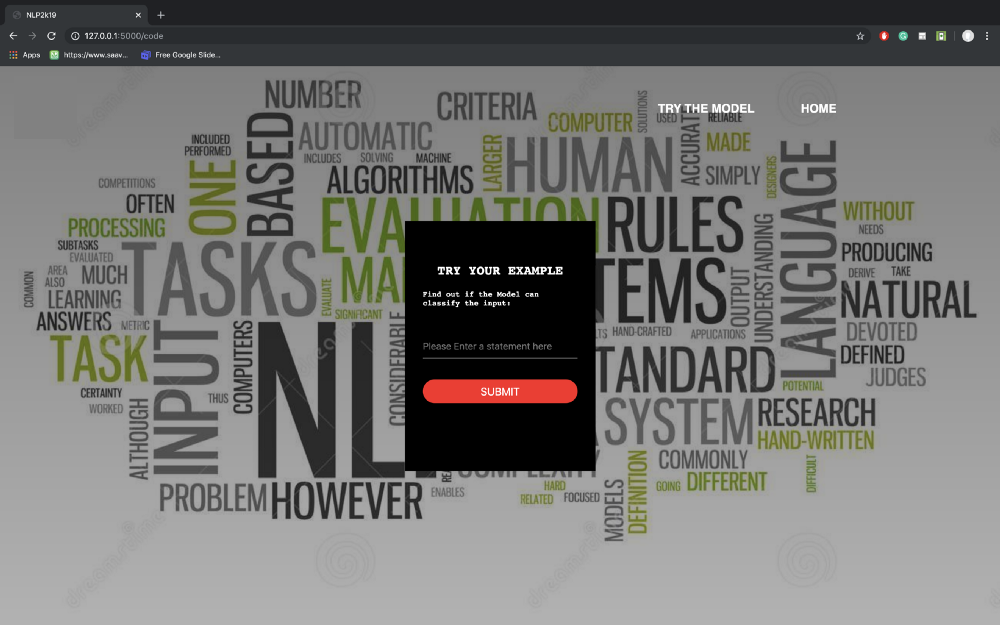 NLP2k19
127.0.0.1:5000/code
Apps
https://www.saav...
Free Google Slide...
TRY THE MODEL
HOME
NUMBER
CRITERIA
SOLUTIONS
USED
RELIABLE
COMPUTER
ACCURATE
MADE
BASED
AUTOMATIC
INCLUDED
PERFORMED
INCLUDES
SOLVING
MACHINE
LARGER
HUMAN
SIMPLY
DESIGNERS
LANGUAGE
ONE
ALGORITHMS
COMPETITIONS
OFTEN
PROCESSING
EVALUATION
RULES
WITHOUT
NEEDS
SUBTASKS
EVALUATED
TASKS
UNDERSTANDING
PRODUCING
COMMON
AREA
ALSO
MUCH
LEARNING
EVALUATE
MA
TEMS
OUTPUT
DERIVE
TAKE
NATURAL
SIGNIFICANT
ANSWERS
METRIC
INPUT
COMPUTERS
CONSIDERABLE
HAND-CRAFTED
APPLICATIONS
DEVOTED
TASK
NL
TANDARD
DEFINED
JUDGES
CERTAINTY
WORKED
THUS
POTENTIAL
ALTHOUGH
SYSTEM
RESEARCH
HAND-WRITTEN
COMPLEXITY
COMMONLY
DIFFICULT
PROBLEM
HOWEVER
ENABLES
HARD
RELATED
FOCUSED
MODELS
DEFINITION
GOING
DIFFERENT
TRY YOUR EXAMPLE
Find out if the Model can
classify the input:
Please Enter a statement here
SUBMIT